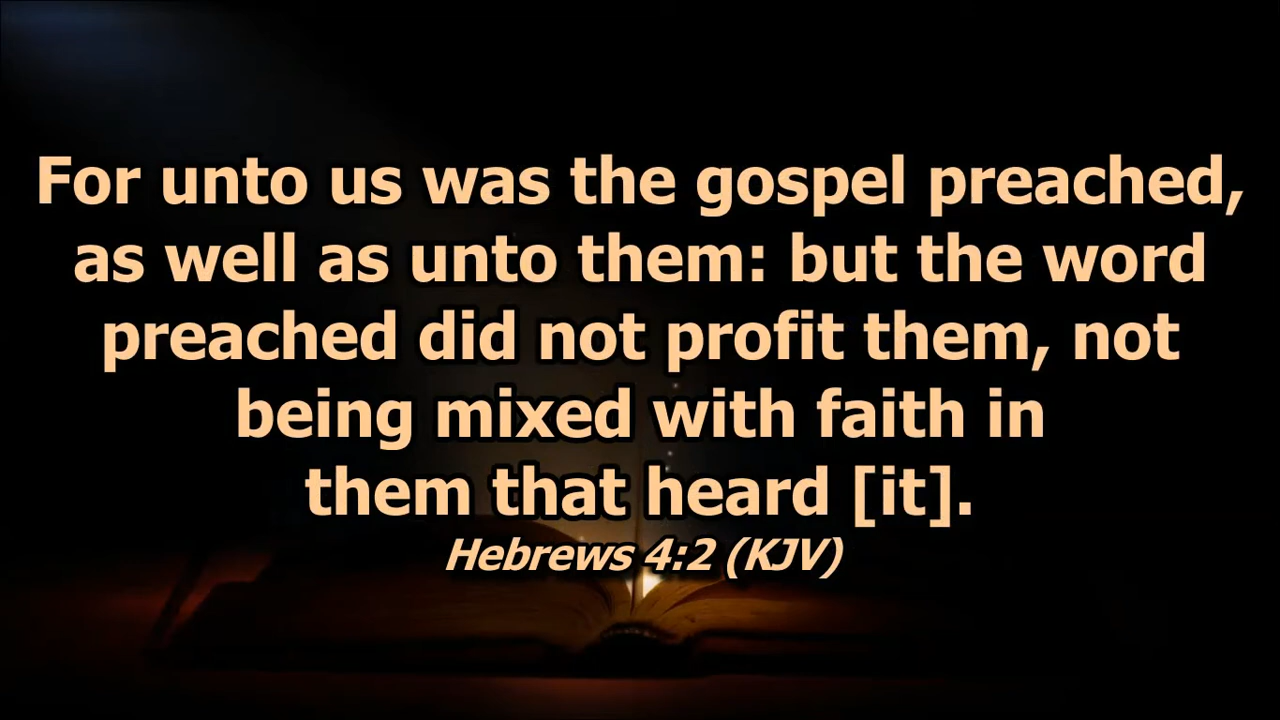 For unto us was the gospel preached,
as well as unto them: but the word
preached did not profit them, not
being mixed with faith in
them that heard [it].
Hebrews 4:2 (KJV)